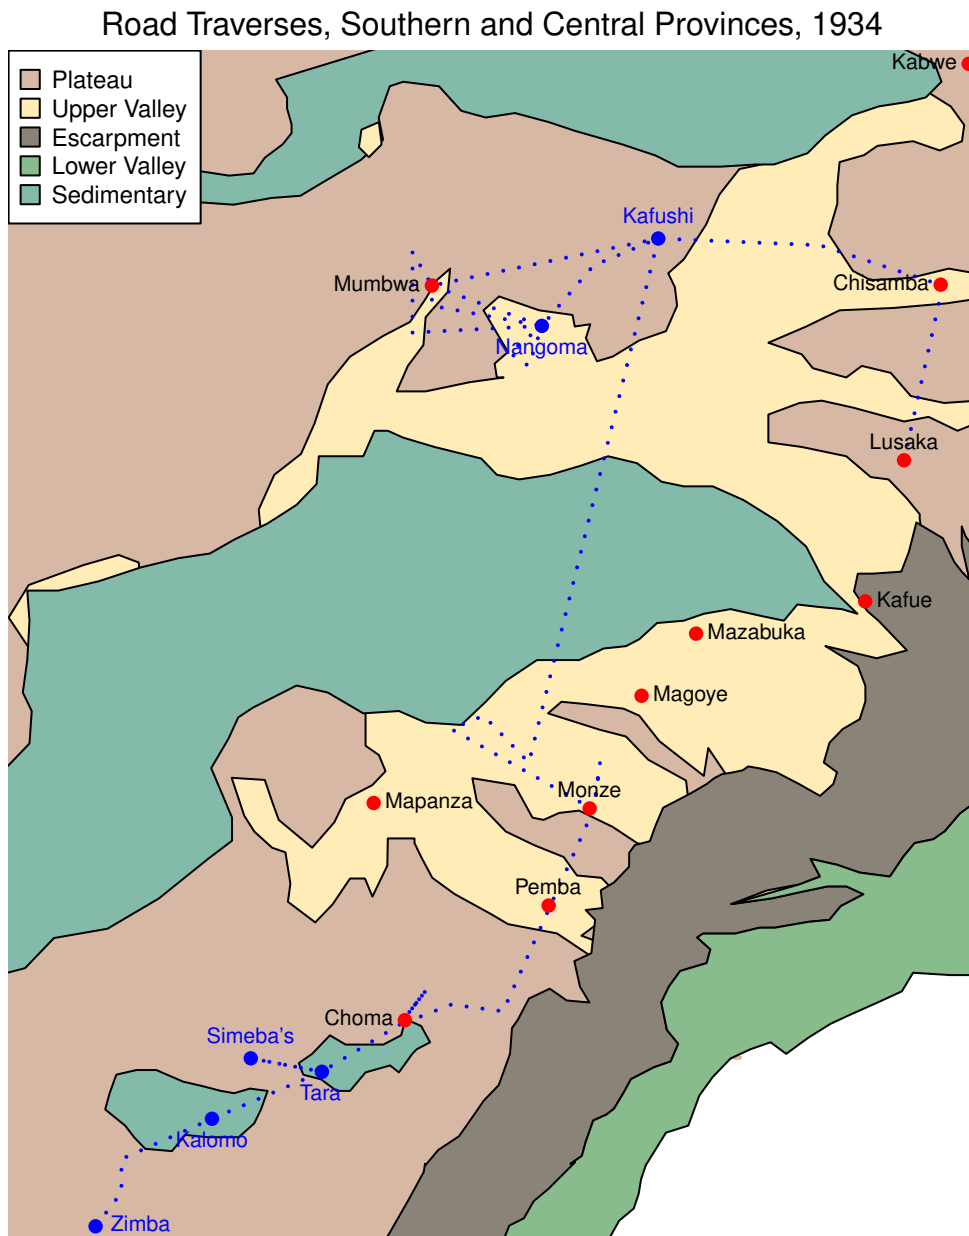 Road Traverses, Southern and Central Provinces, 1934
Plateau
Upper Valley
Escarpment
Lower Valley
Sedimentary
Kabwe
Kafushi
Mumbwa
Chisamba
Nangoma
Lusaka
Kafue
Mazabuka
Magoye
Monze
Mapanza
Pemba
Choma
Simeba's
Tara
Kalomo
Zimba